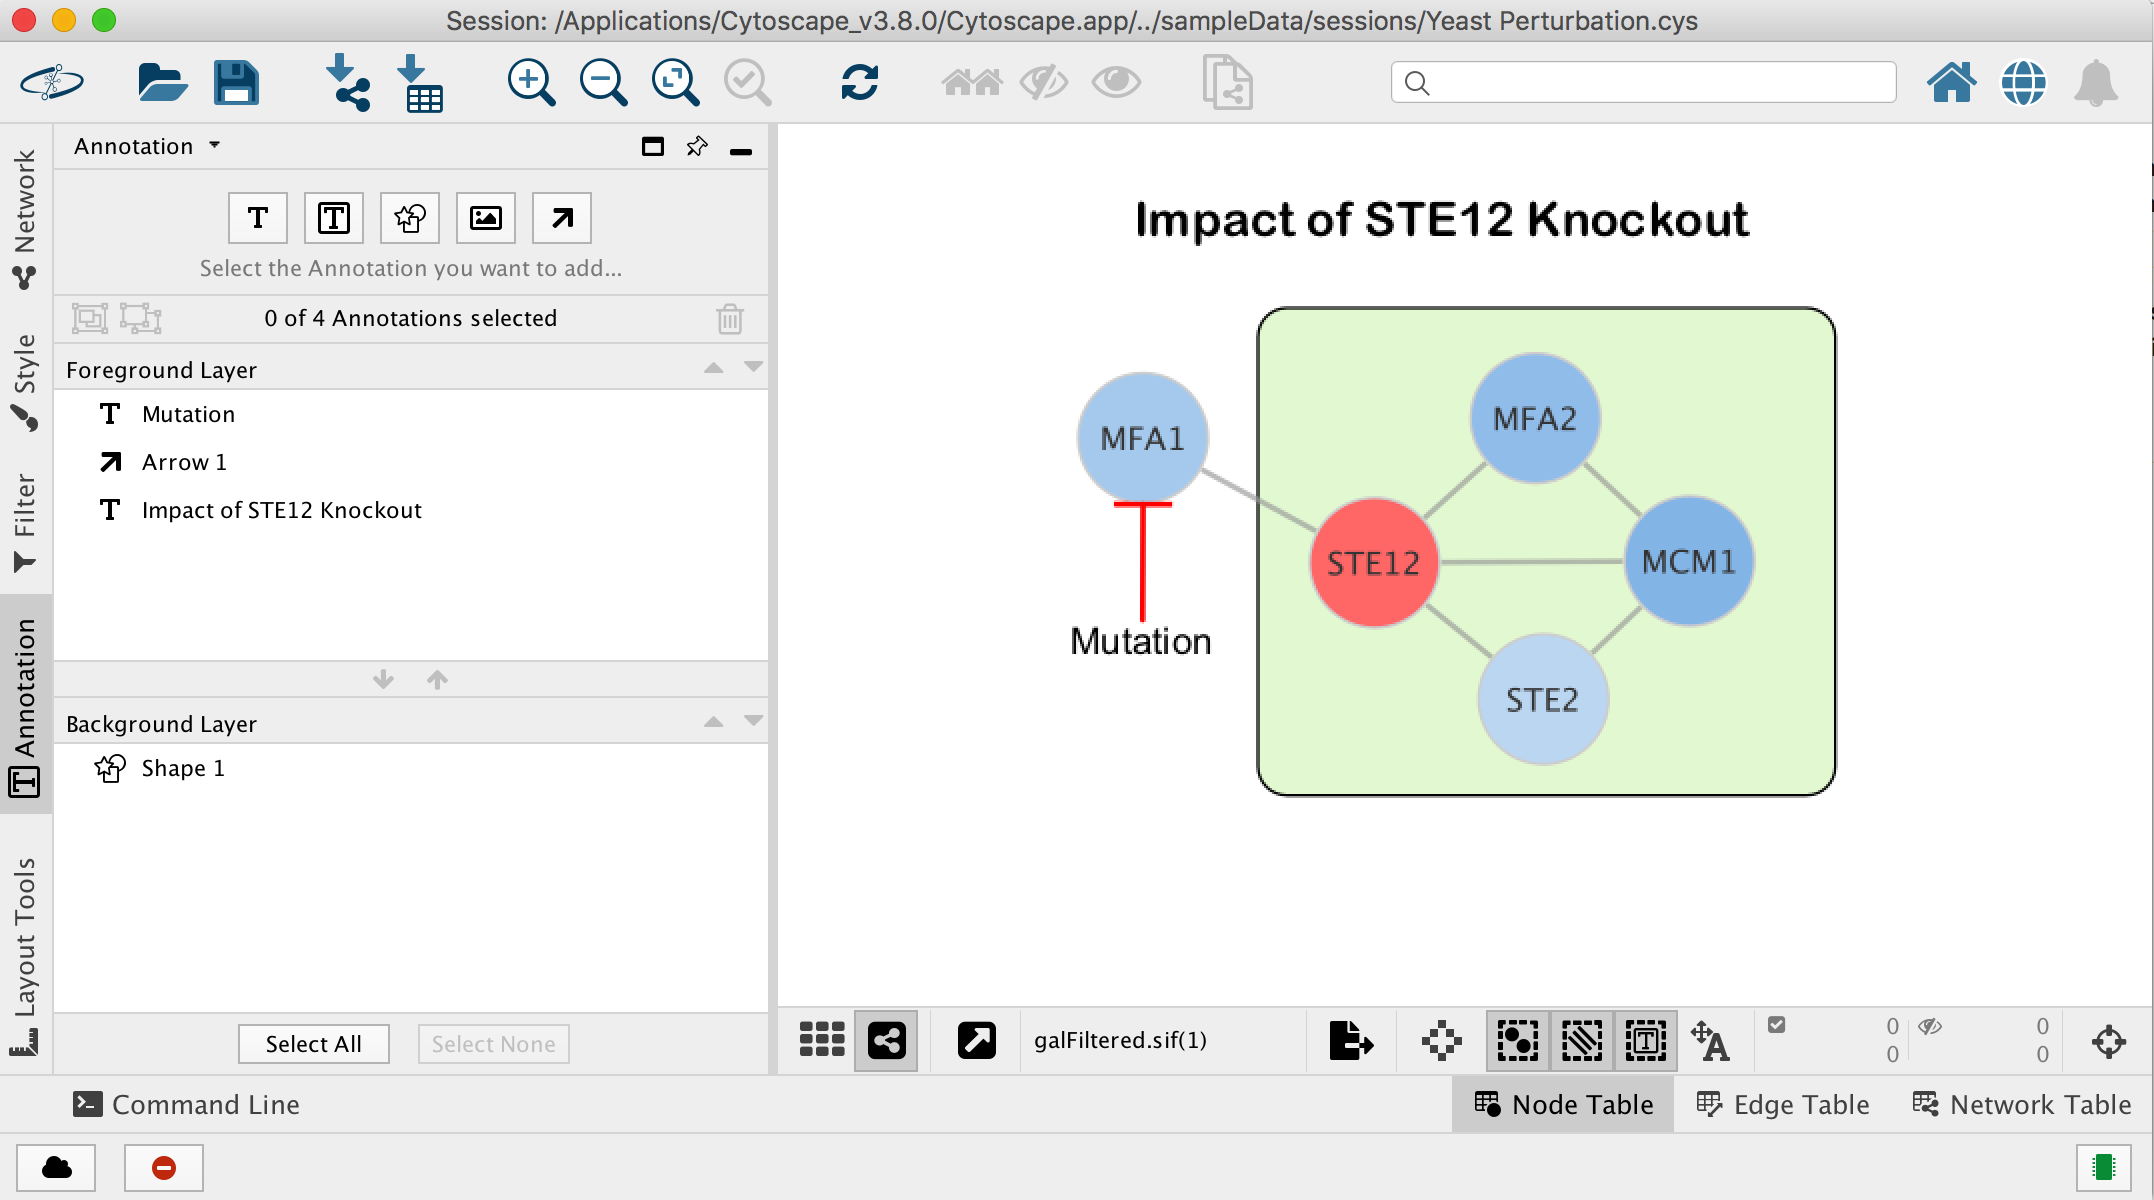 Session: /Applications/Cytoscape_v3.8.0/Cytoscape.app/../sampleData/sessions/Yeast Perturbation.cys
Network
Style
Filter
Annotation
Layout Tools
Annotation
T
T
Select the Annotation you want to add...
0 of 4 Annotations selected
Foreground Layer
T Mutation
Arrow 1
T Impact of STE12 Knockout
Background Layer
Shape 1
Select All
Select None
Impact of STE12 Knockout
MFA1
MFA2
STE12
MCM1
STE2
Mutation
galFiltered.sif(1)
T
A
0
0
0
0
Command Line
Node Table
Edge Table
Network Table